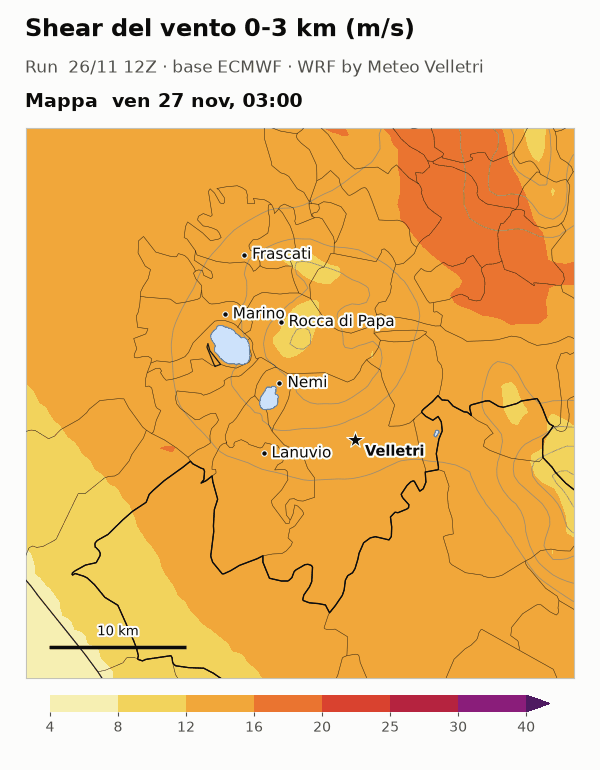 Shear del vento 0-3 km (m/s)
Run  26/11 12Z · base ECMWF · WRF by Meteo Velletri
Mappa  ven 27 nov, 03:00
Frascati
Marino
Rocca di Papa
Nemi
Velletri
Lanuvio
10 km
4 8 12 16 20 25 30 40